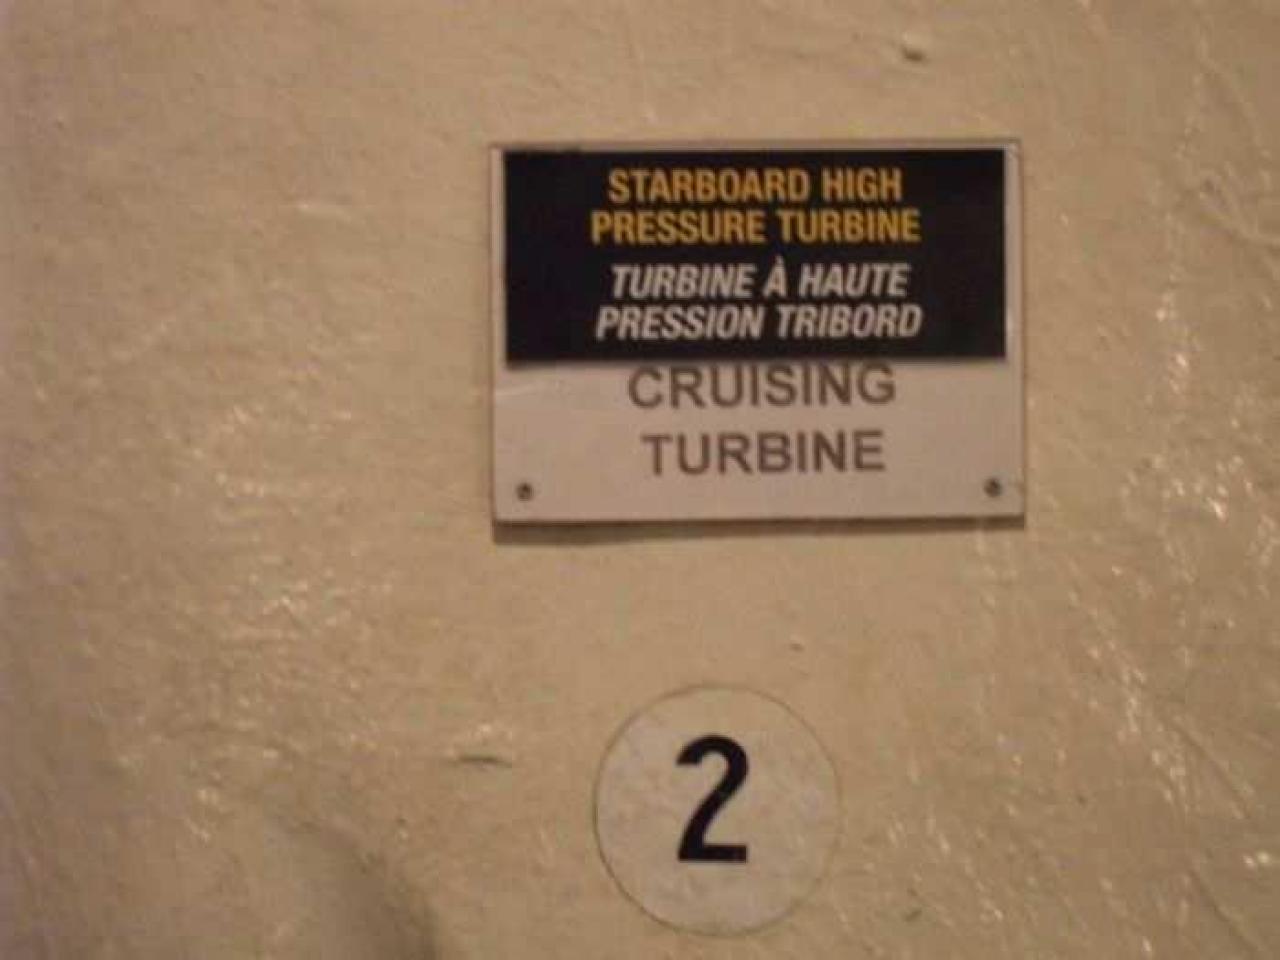 STARBOARD HIGH
PRESSURE TURBINE
TURBINE À HAUTE
PRESSION TRIBORD
CRUISING
TURBINE
2